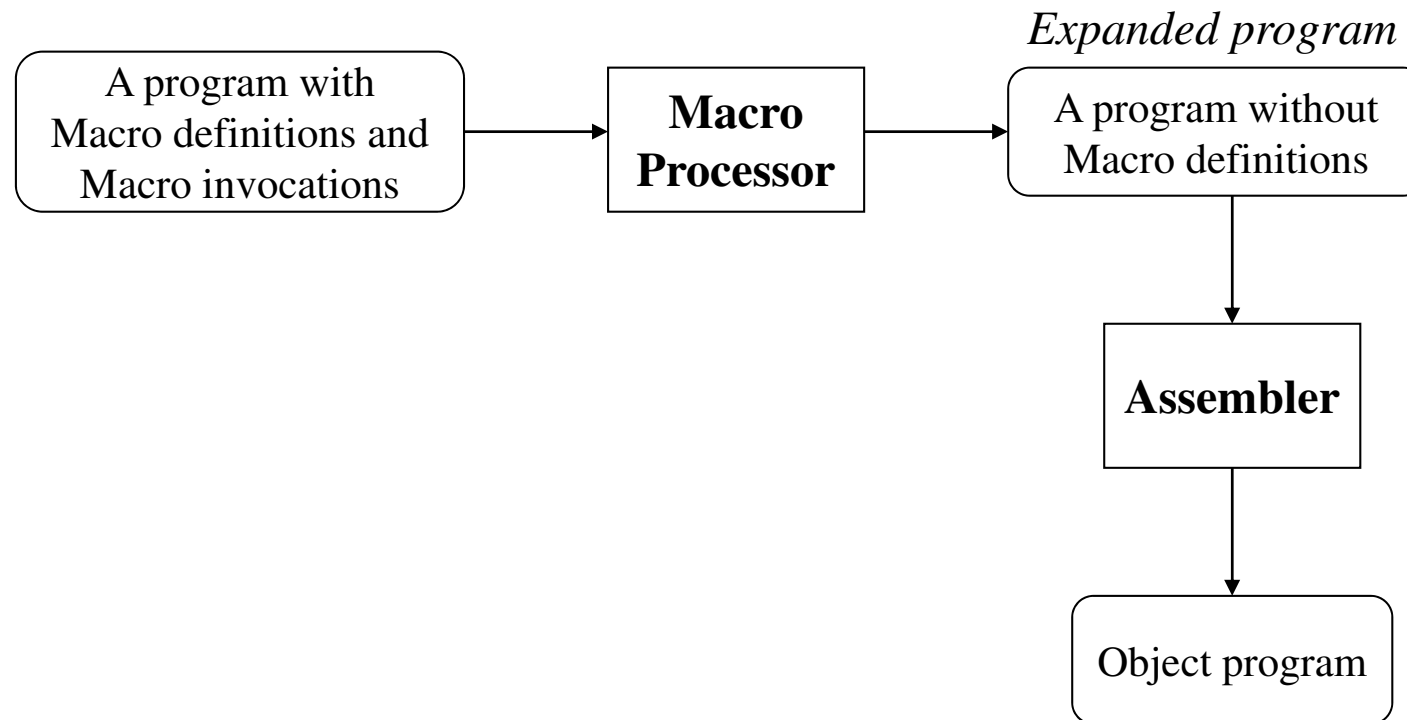 Expanded program
A program with
Macro definitions and
Macro invocations
Macro
Processor
A program without
Macro definitions
Assembler
Object program